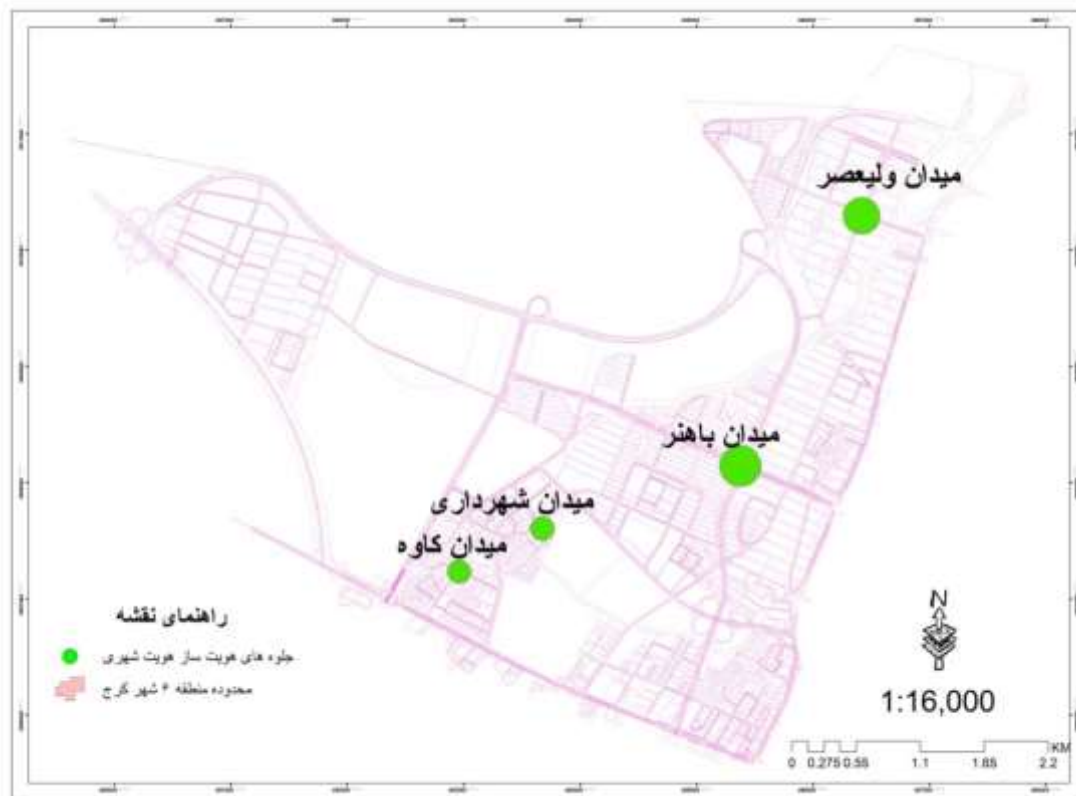 میدان ولیعصر
میدان باهنر
میدان شهرداری
میدان کاوه
راهنمای نقشه
جلوه های هویت ساز هویت شهری
محدوده منطقه ۴ شهر کرج
N
1:16,000
KM
0 0.275 0.55 1.1 1.65 2.2